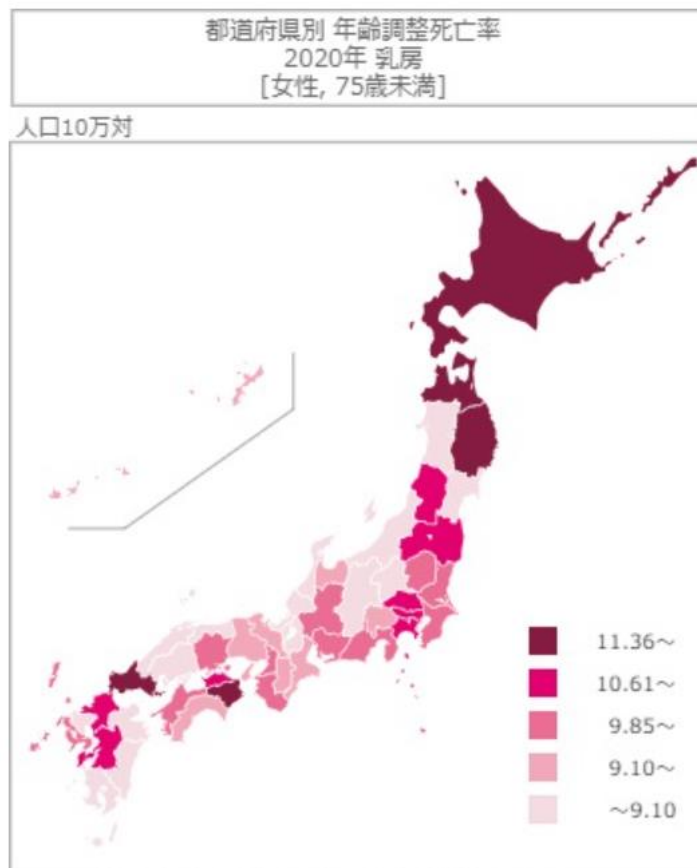 都道府県別 年齢調整死亡率
2020年 乳房
[女性, 75歳未満]
人口10万対
11.36～
10.61～
9.85～
9.10～
～9.10